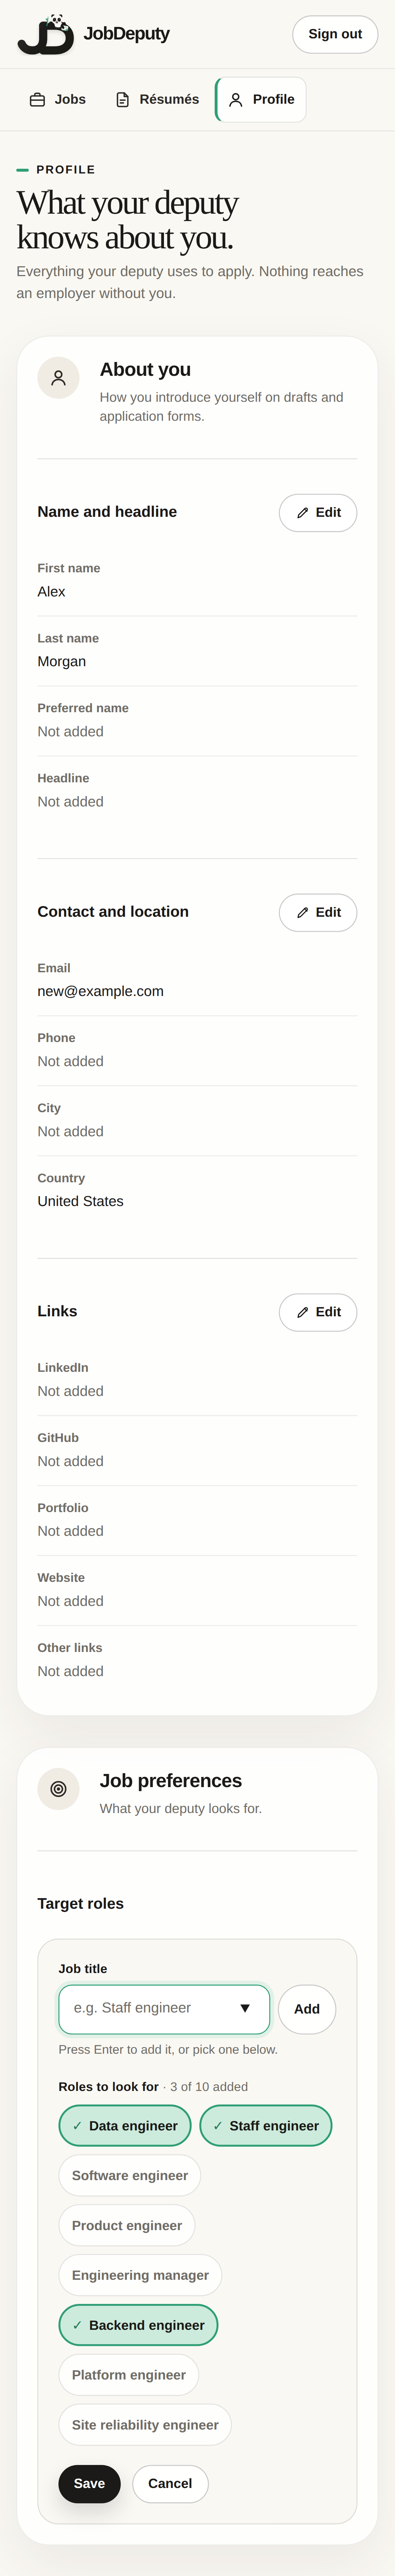 JobDeputy
Sign out
Jobs
Résumés
Profile
PROFILE
What your deputy
knows about you.
Everything your deputy uses to apply. Nothing reaches
an employer without you.
About you
How you introduce yourself on drafts and
application forms.
Name and headline
Edit
First name
Alex
Last name
Morgan
Preferred name
Not added
Headline
Not added
Contact and location
Edit
Email
new@example.com
Phone
Not added
City
Not added
Country
United States
Links
Edit
LinkedIn
Not added
GitHub
Not added
Portfolio
Not added
Website
Not added
Other links
Not added
Job preferences
What your deputy looks for.
Target roles
Job title
e.g. Staff engineer
Add
Press Enter to add it, or pick one below.
Roles to look for · 3 of 10 added
✓ Data engineer
✓ Staff engineer
Software engineer
Product engineer
Engineering manager
✓ Backend engineer
Platform engineer
Site reliability engineer
Save
Cancel